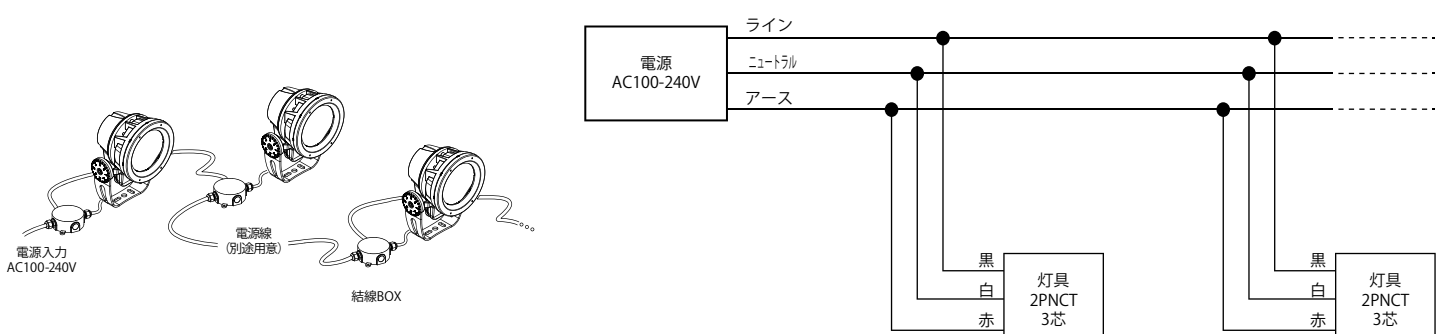 電源入力
AC100-240V
電源線
(別途用意)
結線BOX
電源
AC100-240V
ライン
ﾆｭｰﾄﾗﾙ
アース
黒
白
赤
灯具
2PNCT
3芯
黒
白
赤
灯具
2PNCT
3芯